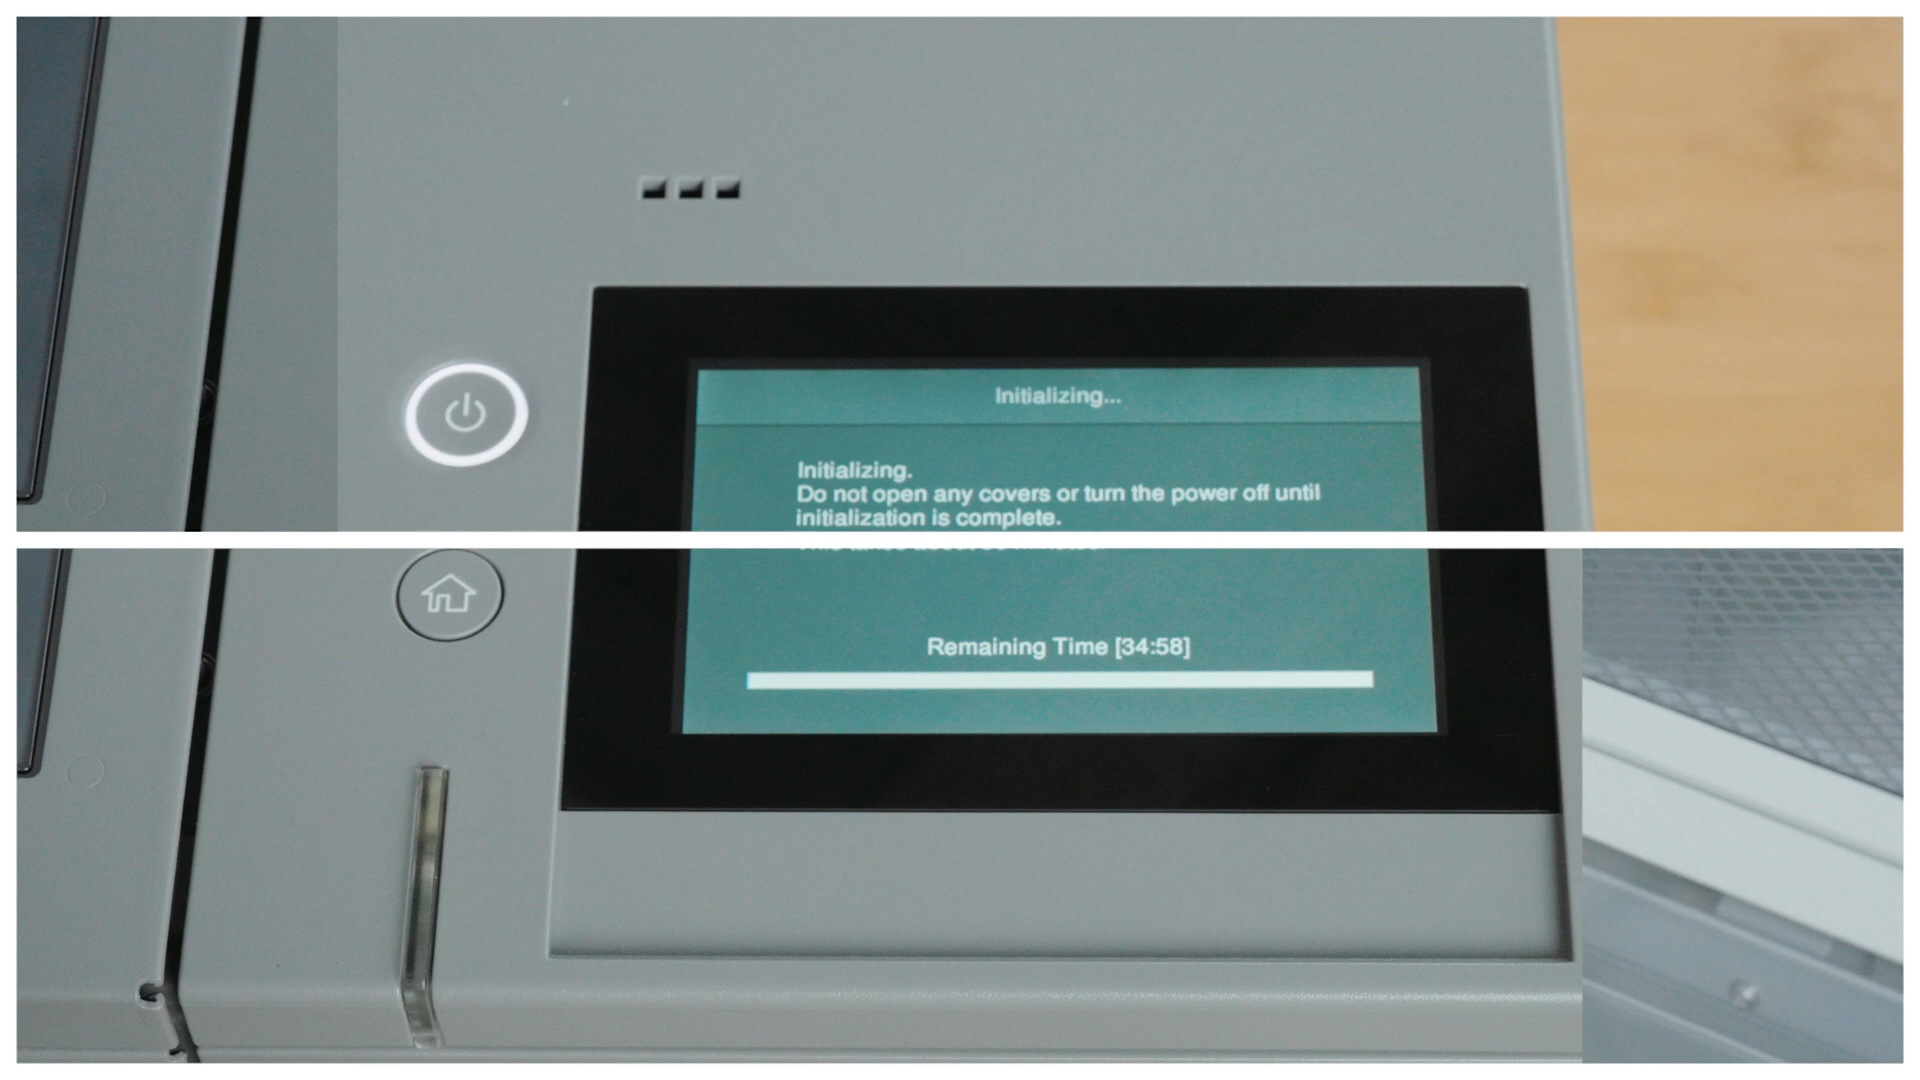 Initializing...
Initializing.
Do not open any covers or turn the power off until
initialization is complete.
Remaining Time [34:58]